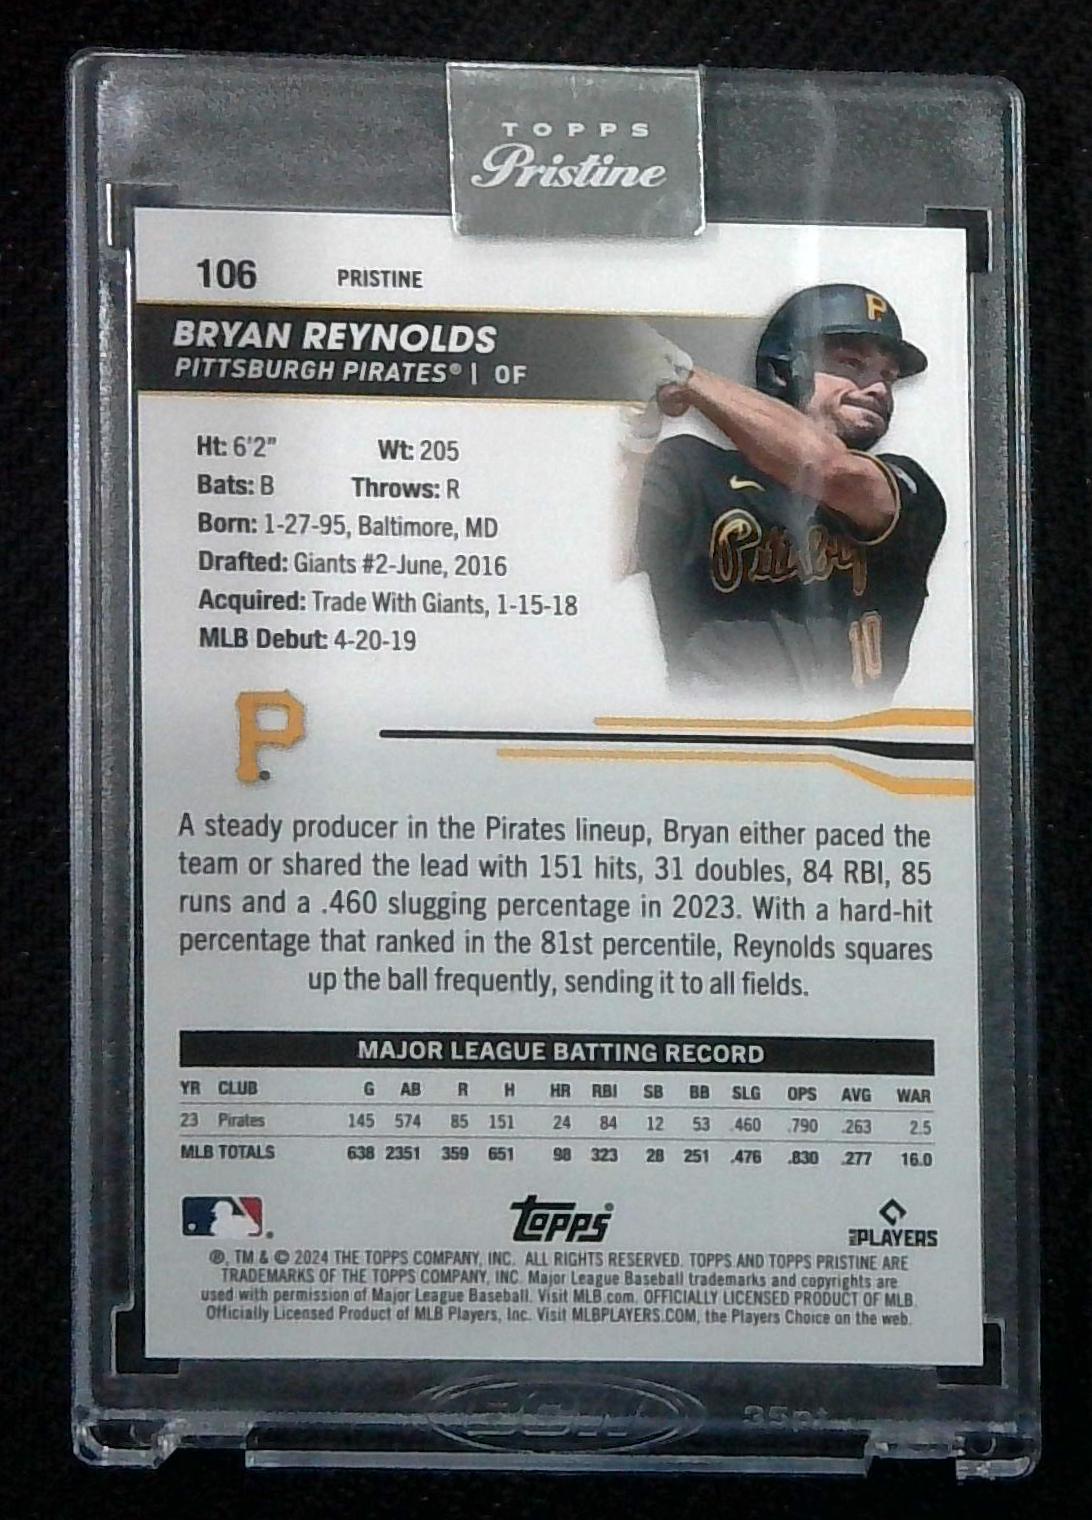 TOPPS
Pristine
106 PRISTINE
P
BRYAN REYNOLDS
PITTSBURGH PIRATES® | OF
Ht: 6'2" Wt: 205
Bats: B Throws: R
Born: 1-27-95, Baltimore, MD
Drafted: Giants #2-June, 2016
Acquired: Trade With Giants, 1-15-18
MLB Debut: 4-20-19
10
P
A steady producer in the Pirates lineup, Bryan either paced the
team or shared the lead with 151 hits, 31 doubles, 84 RBI, 85
runs and a .460 slugging percentage in 2023. With a hard-hit
percentage that ranked in the 81st percentile, Reynolds squares
up the ball frequently, sending it to all fields.
MAJOR LEAGUE BATTING RECORD
YR CLUB G AB R H HR RBI SB BB SLG OPS AVG WAR
23 Pirates 145 574 85 151 24 84 12 53 .460 .790 .263 2.5
MLB TOTALS 638 2351 359 651 98 323 28 251 .476 .830 .277 16.0
topps
PLAYERS
®, TM & © 2024 THE TOPPS COMPANY, INC. ALL RIGHTS RESERVED. TOPPS AND TOPPS PRISTINE ARE
TRADEMARKS OF THE TOPPS COMPANY, INC. Major League Baseball trademarks and copyrights are
used with permission of Major League Baseball. Visit MLB.com. OFFICIALLY LICENSED PRODUCT OF MLB
Officially Licensed Product of MLB Players, Inc. Visit MLBPLAYERS.COM, the Players Choice on the web.
35pt